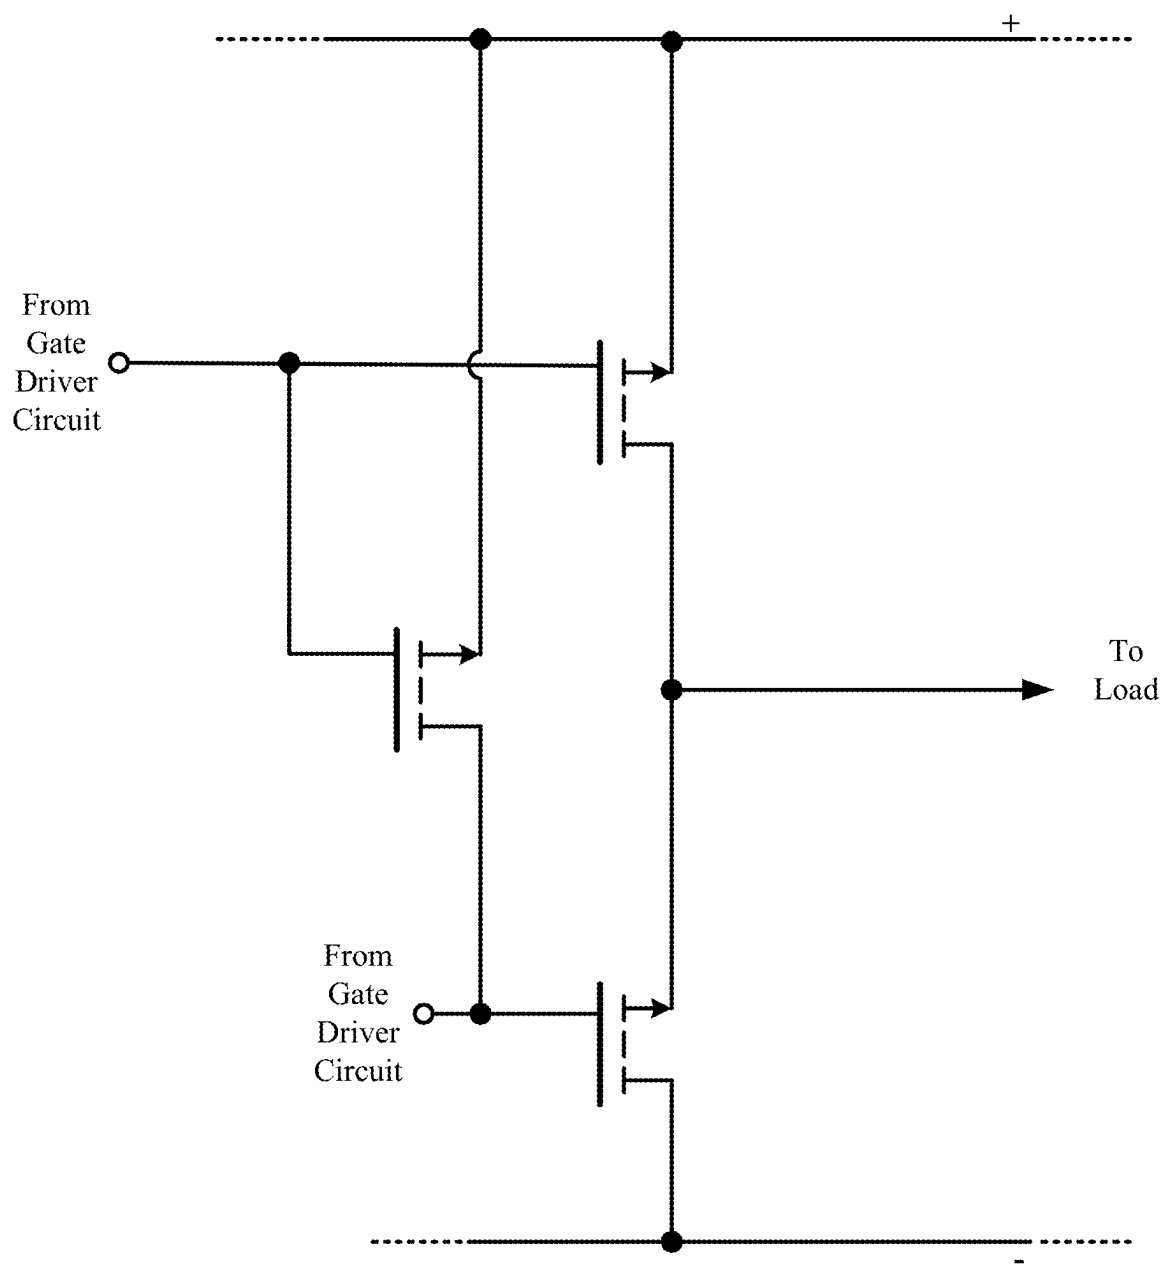 +
From
Gate
Driver
Circuit
To
Load
From
Gate
Driver
Circuit
-